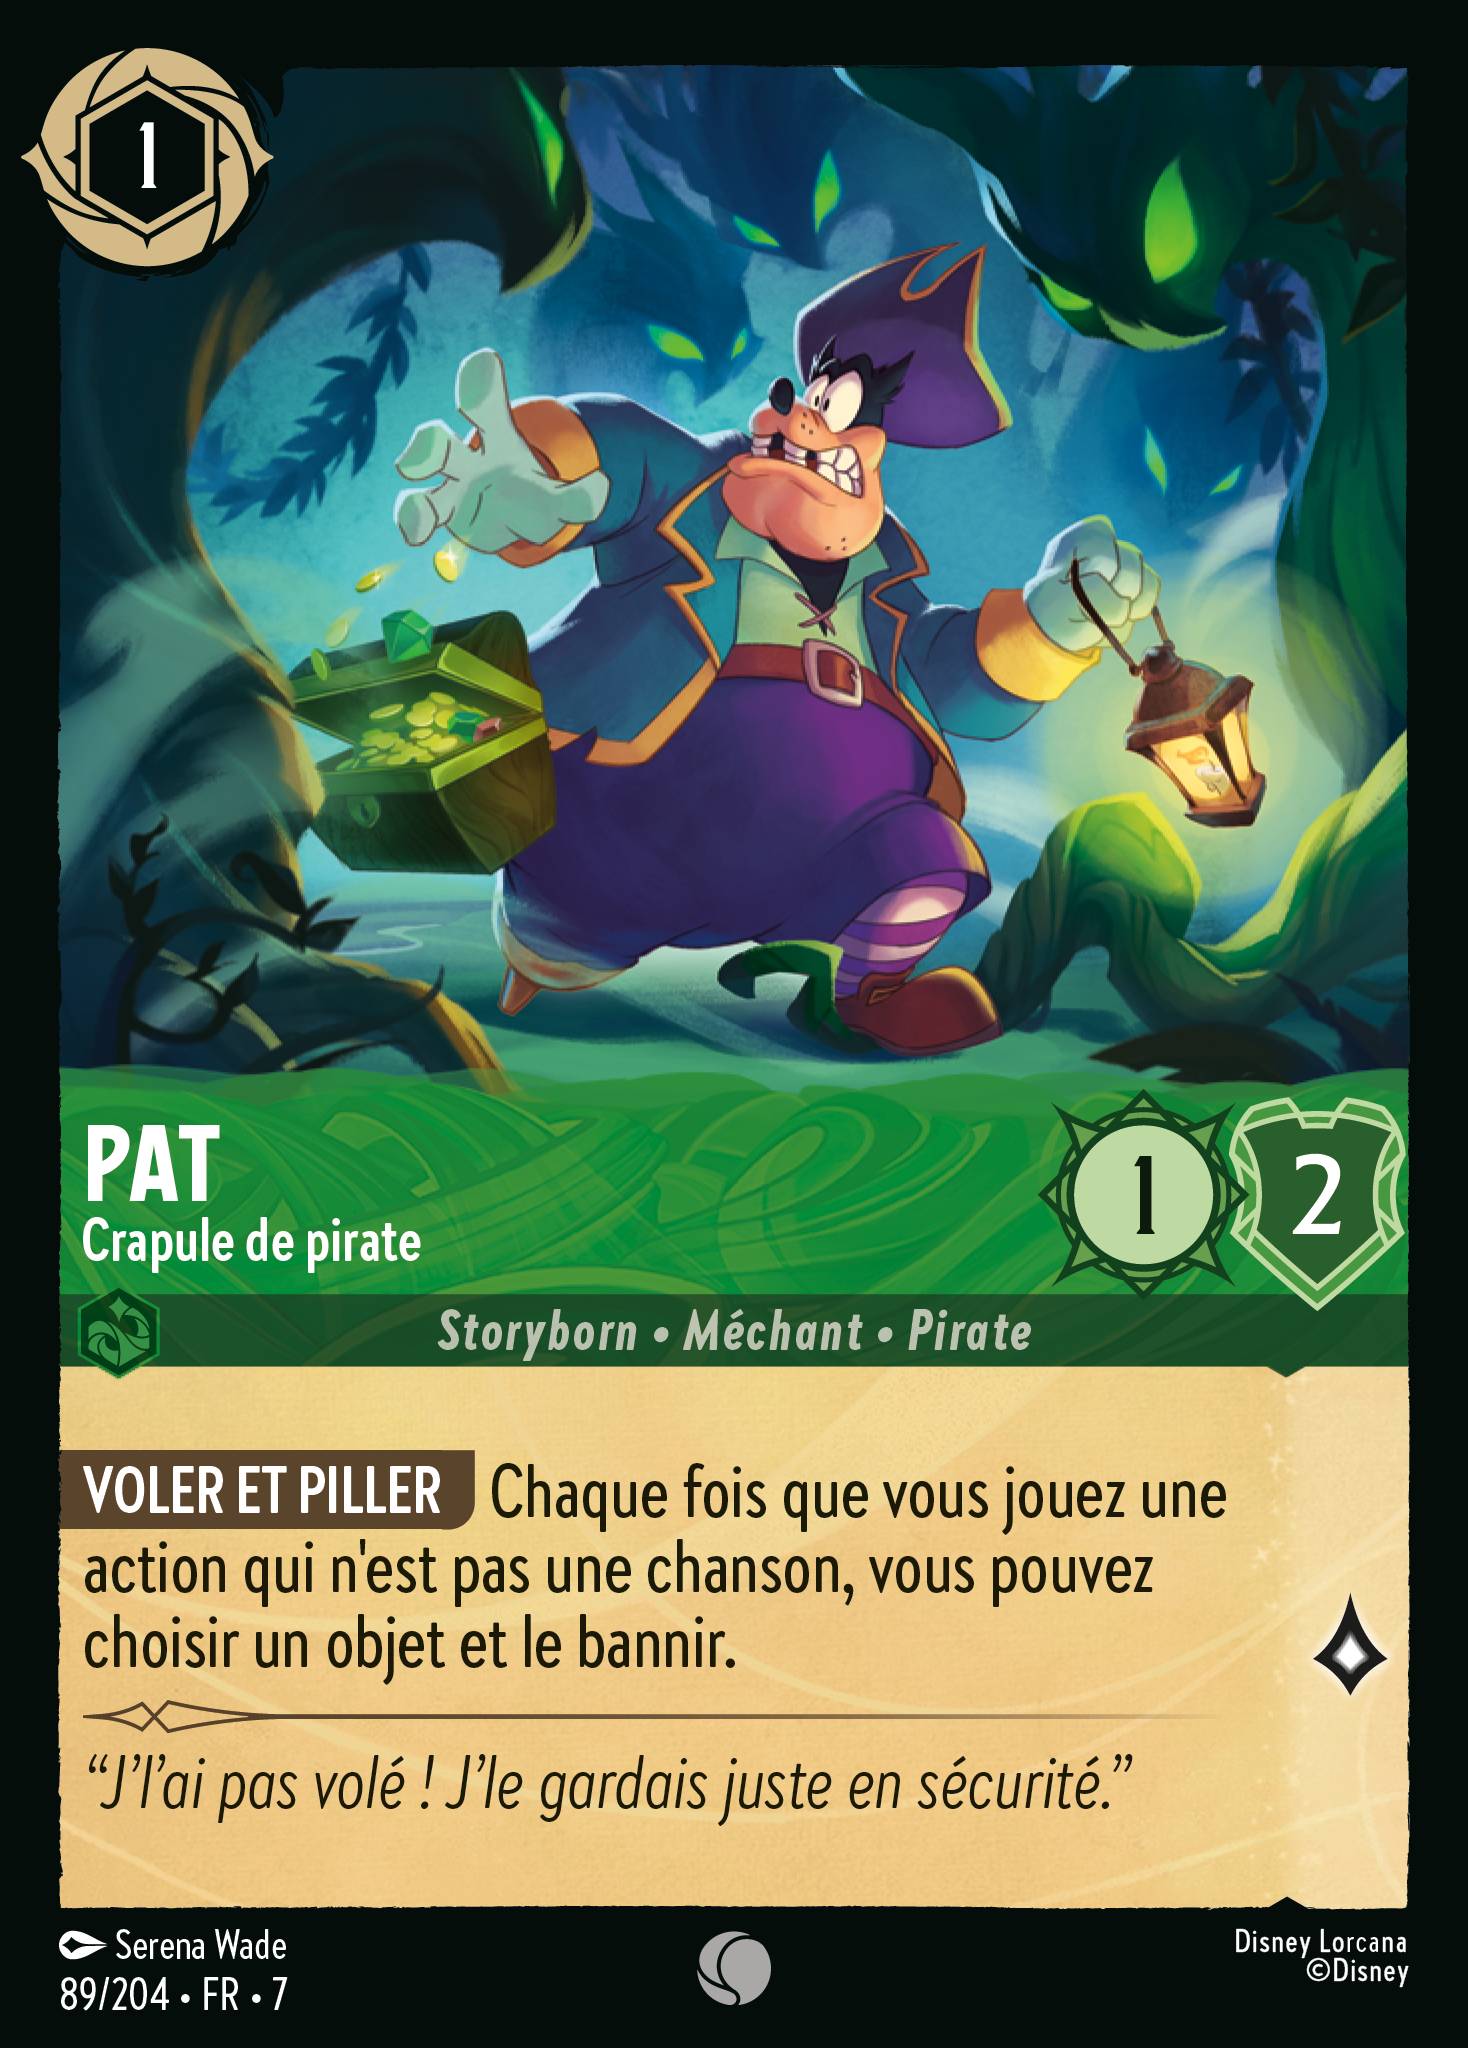 1
PAT
Crapule de pirate
1
2
Storyborn • Méchant • Pirate
VOLER ET PILLER Chaque fois que vous jouez une
action qui n'est pas une chanson, vous pouvez
choisir un objet et le bannir.
“J’l’ai pas volé ! J’le gardais juste en sécurité.”
Serena Wade
89/204 • FR • 7
Disney Lorcana
©Disney